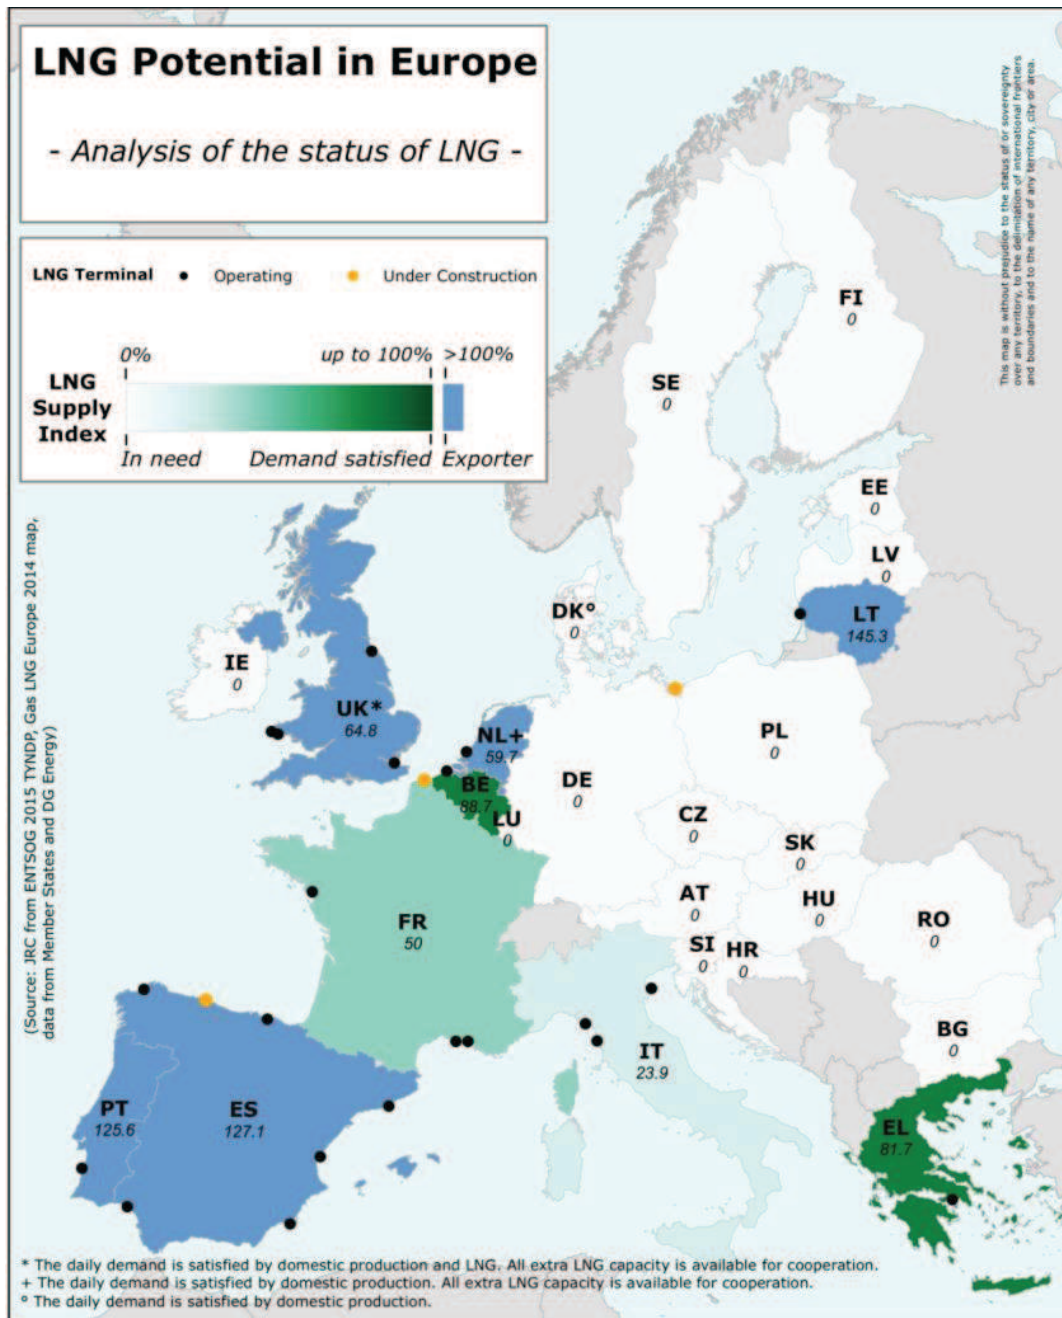 LNG Potential in Europe
- Analysis of the status of LNG -
LNG Terminal
Operating
Under Construction
0%
up to 100%
>100%
LNG
Supply
Index
In need
Demand satisfied
Exporter
This map is without prejudice to the status of or sovereignty
over any territory, to the delimitation of international frontiers
and boundaries and to the name of any territory, city or area.
(Source: JRC from ENTSOG 2015 TYNDP, Gas LNG Europe 2014 map,
data from Member States and DG Energy)
FI
0
SE
0
EE
0
LV
0
LT
145.3
DK°
0
IE
0
UK*
64.8
NL+
59.7
BE
88.7
LU
0
DE
0
PL
0
CZ
0
SK
0
AT
0
HU
0
RO
0
SI
0
HR
0
FR
50
IT
23.9
BG
0
PT
125.6
ES
127.1
EL
81.7
* The daily demand is satisfied by domestic production and LNG. All extra LNG capacity is available for cooperation.
+ The daily demand is satisfied by domestic production. All extra LNG capacity is available for cooperation.
° The daily demand is satisfied by domestic production.